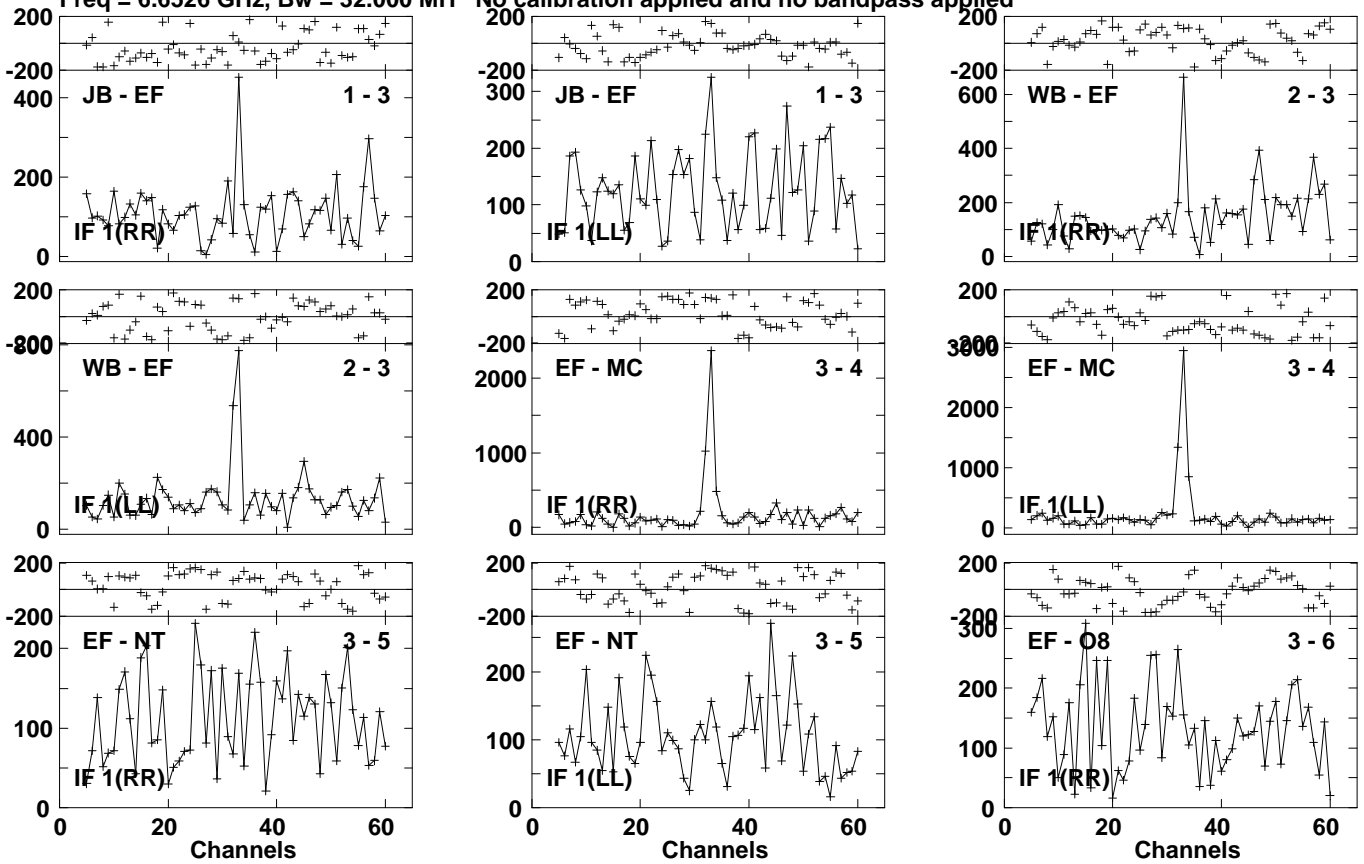 Freq = 6.6526 GHz, Bw = 32.000 MH No calibration applied and no bandpass applied
200
-200
JB - EF 1 - 3
400
200
0
IF 1(RR)
200
-200
JB - EF 1 - 3
300
200
100
0
IF 1(LL)
200
-200
WB - EF 2 - 3
600
400
200
0
IF 1(RR)
200
-200
800
WB - EF 2 - 3
400
0
IF 1(LL)
200
-200
EF - MC 3 - 4
2000
1000
0
IF 1(RR)
200
-200
3000
EF - MC 3 - 4
2000
1000
0
IF 1(LL)
200
-200
EF - NT 3 - 5
200
100
0
IF 1(RR)
0 20 40 60
Channels
200
-200
EF - NT 3 - 5
200
100
0
IF 1(LL)
0 20 40 60
Channels
200
-200
300
EF - O8 3 - 6
200
100
0
IF 1(RR)
0 20 40 60
Channels